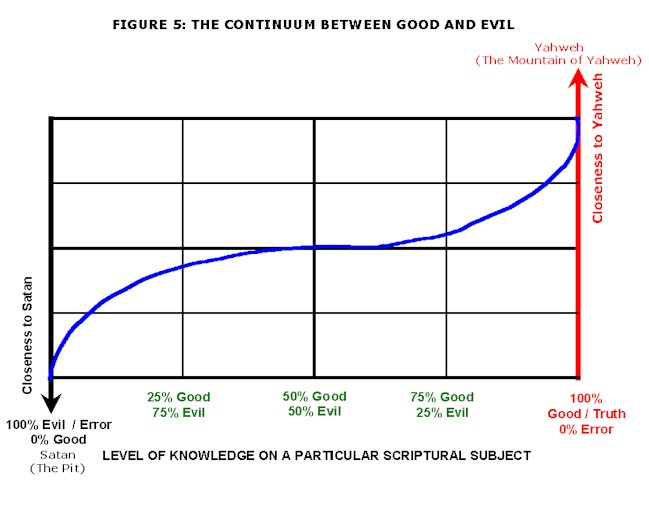 FIGURE 5: THE CONTINUUM BETWEEN GOOD AND EVIL
Yahweh
(The Mountain of Yahweh)
Closeness to Yahweh
Closeness to Satan
25% Good
75% Evil
50% Good
50% Evil
75% Good
25% Evil
100%
Good / Truth
0% Error
100% Evil / Error
0% Good
Satan
(The Pit)
LEVEL OF KNOWLEDGE ON A PARTICULAR SCRIPTURAL SUBJECT